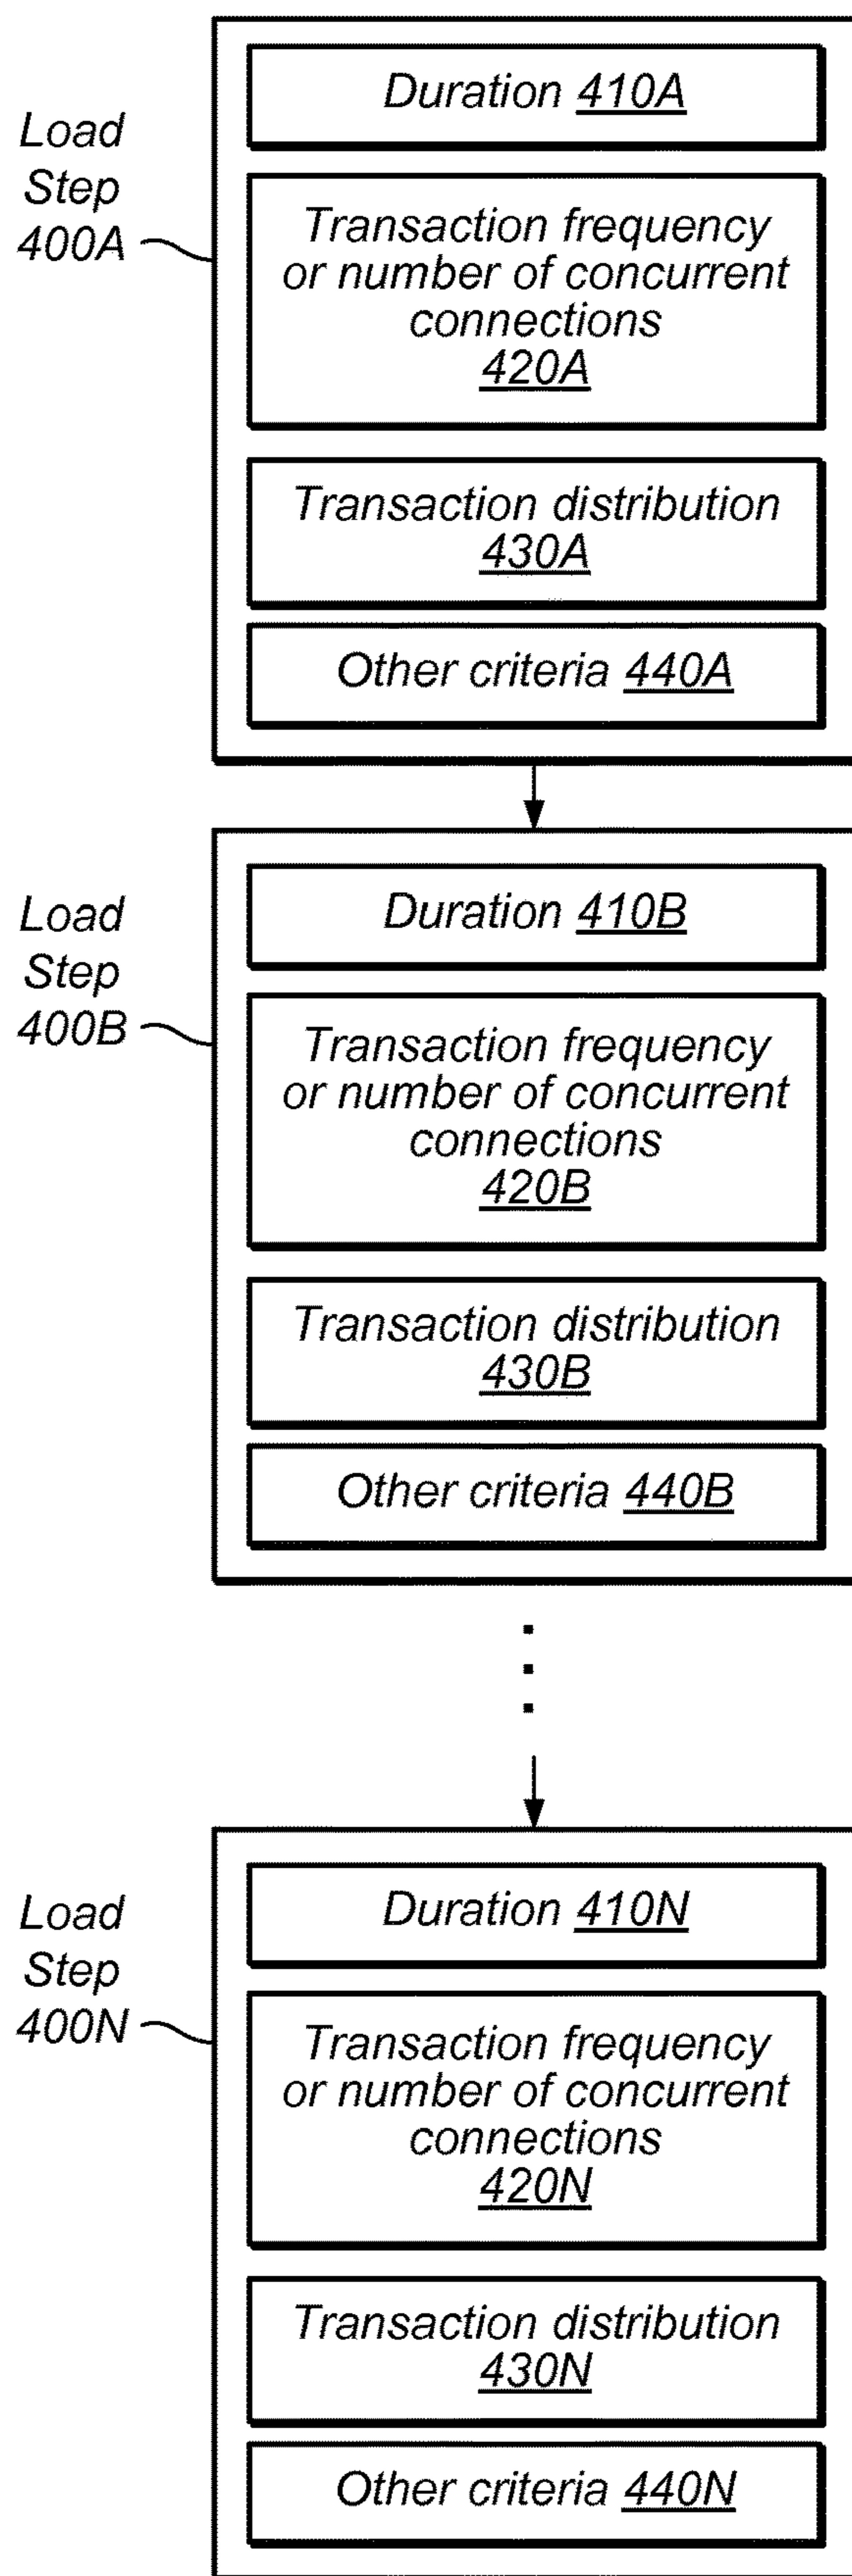 Load
Step
400A
Duration 410A
Transaction frequency
or number of concurrent
connections
420A
Transaction distribution
430A
Other criteria 440A
Load
Step
400B
Duration 410B
Transaction frequency
or number of concurrent
connections
420B
Transaction distribution
430B
Other criteria 440B
Load
Step
400N
Duration 410N
Transaction frequency
or number of concurrent
connections
420N
Transaction distribution
430N
Other criteria 440N